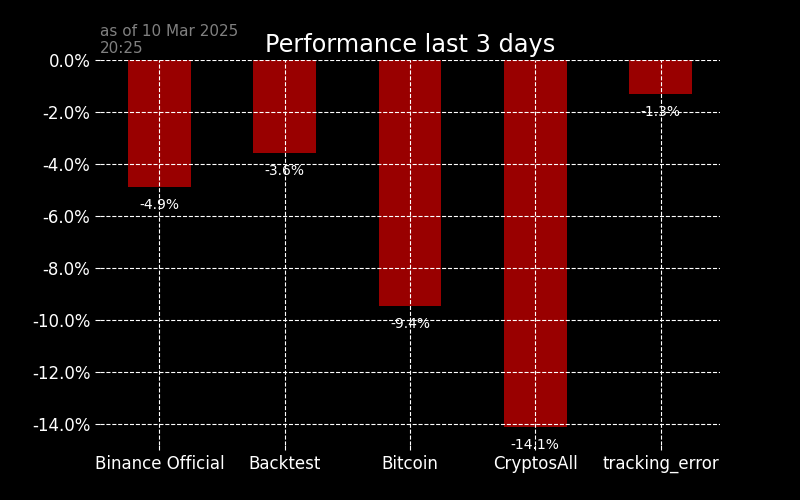 as of 10 Mar 2025
20:25
Performance last 3 days
0.0%
-2.0%
-4.0%
-6.0%
-8.0%
-10.0%
-12.0%
-14.0%
-4.9%
-3.6%
-9.4%
-14.1%
-1.3%
Binance Official
Backtest
Bitcoin
CryptosAll
tracking_error